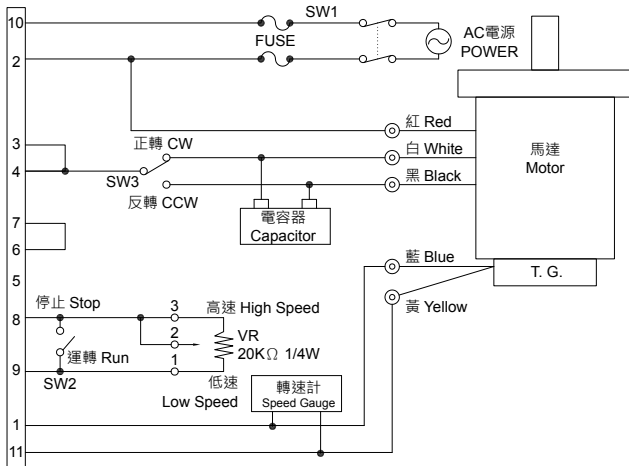 10
SW1
FUSE
AC電源
POWER
2
紅 Red
3
正轉 CW
白 White
馬達
Motor
4
SW3
黑 Black
反轉 CCW
電容器
Capacitor
7
6
藍 Blue
T. G.
5
黃 Yellow
停止 Stop
3
高速 High Speed
8
2
VR
20KΩ 1/4W
運轉 Run
1
9
SW2
低速
Low Speed
轉速計
Speed Gauge
1
11